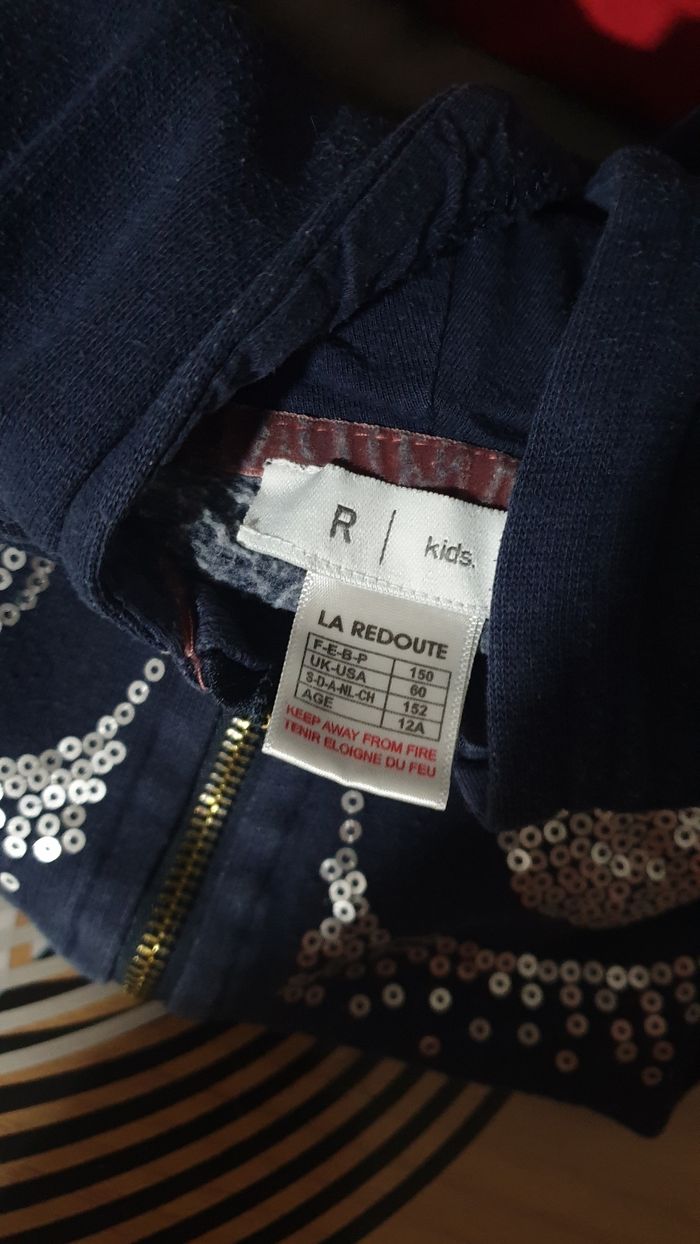 R | kids.
LA REDOUTE
F-E-B-P 150
UK-USA 60
S-D-A-NL-CH 152
AGE 12A
KEEP AWAY FROM FIRE
TENIR ELOIGNE DU FEU